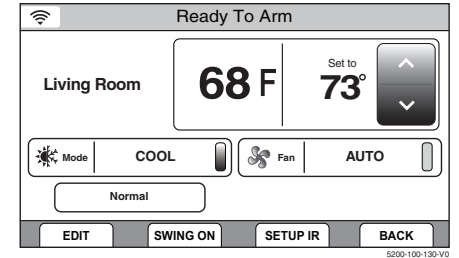 Ready To Arm
Living Room
68 F
Set to
73°
Mode
COOL
Fan
AUTO
Normal
EDIT
SWING ON
SETUP IR
BACK
5200-100-130-V0